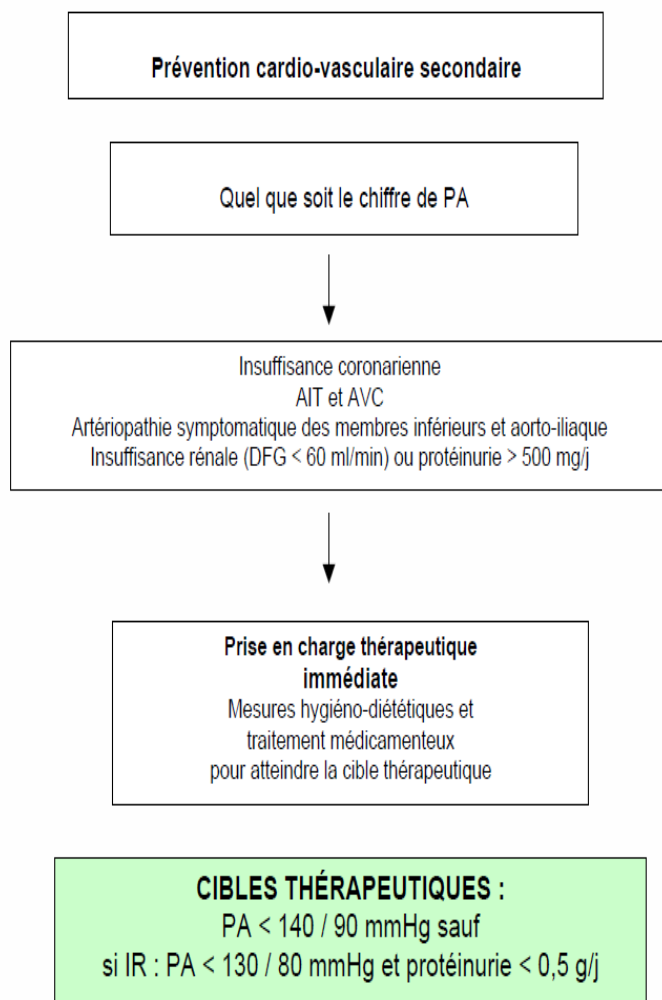 Prévention cardio-vasculaire secondaire
Quel que soit le chiffre de PA
Insuffisance coronarienne
AIT et AVC
Artériopathie symptomatique des membres inférieurs et aorto-iliaque
Insuffisance rénale (DFG < 60 ml/min) ou protéinurie > 500 mg/j
Prise en charge thérapeutique
immédiate
Mesures hygiéno-diététiques et
traitement médicamenteux
pour atteindre la cible thérapeutique
CIBLES THÉRAPEUTIQUES :
PA < 140 / 90 mmHg sauf
si IR : PA < 130 / 80 mmHg et protéinurie < 0,5 g/j